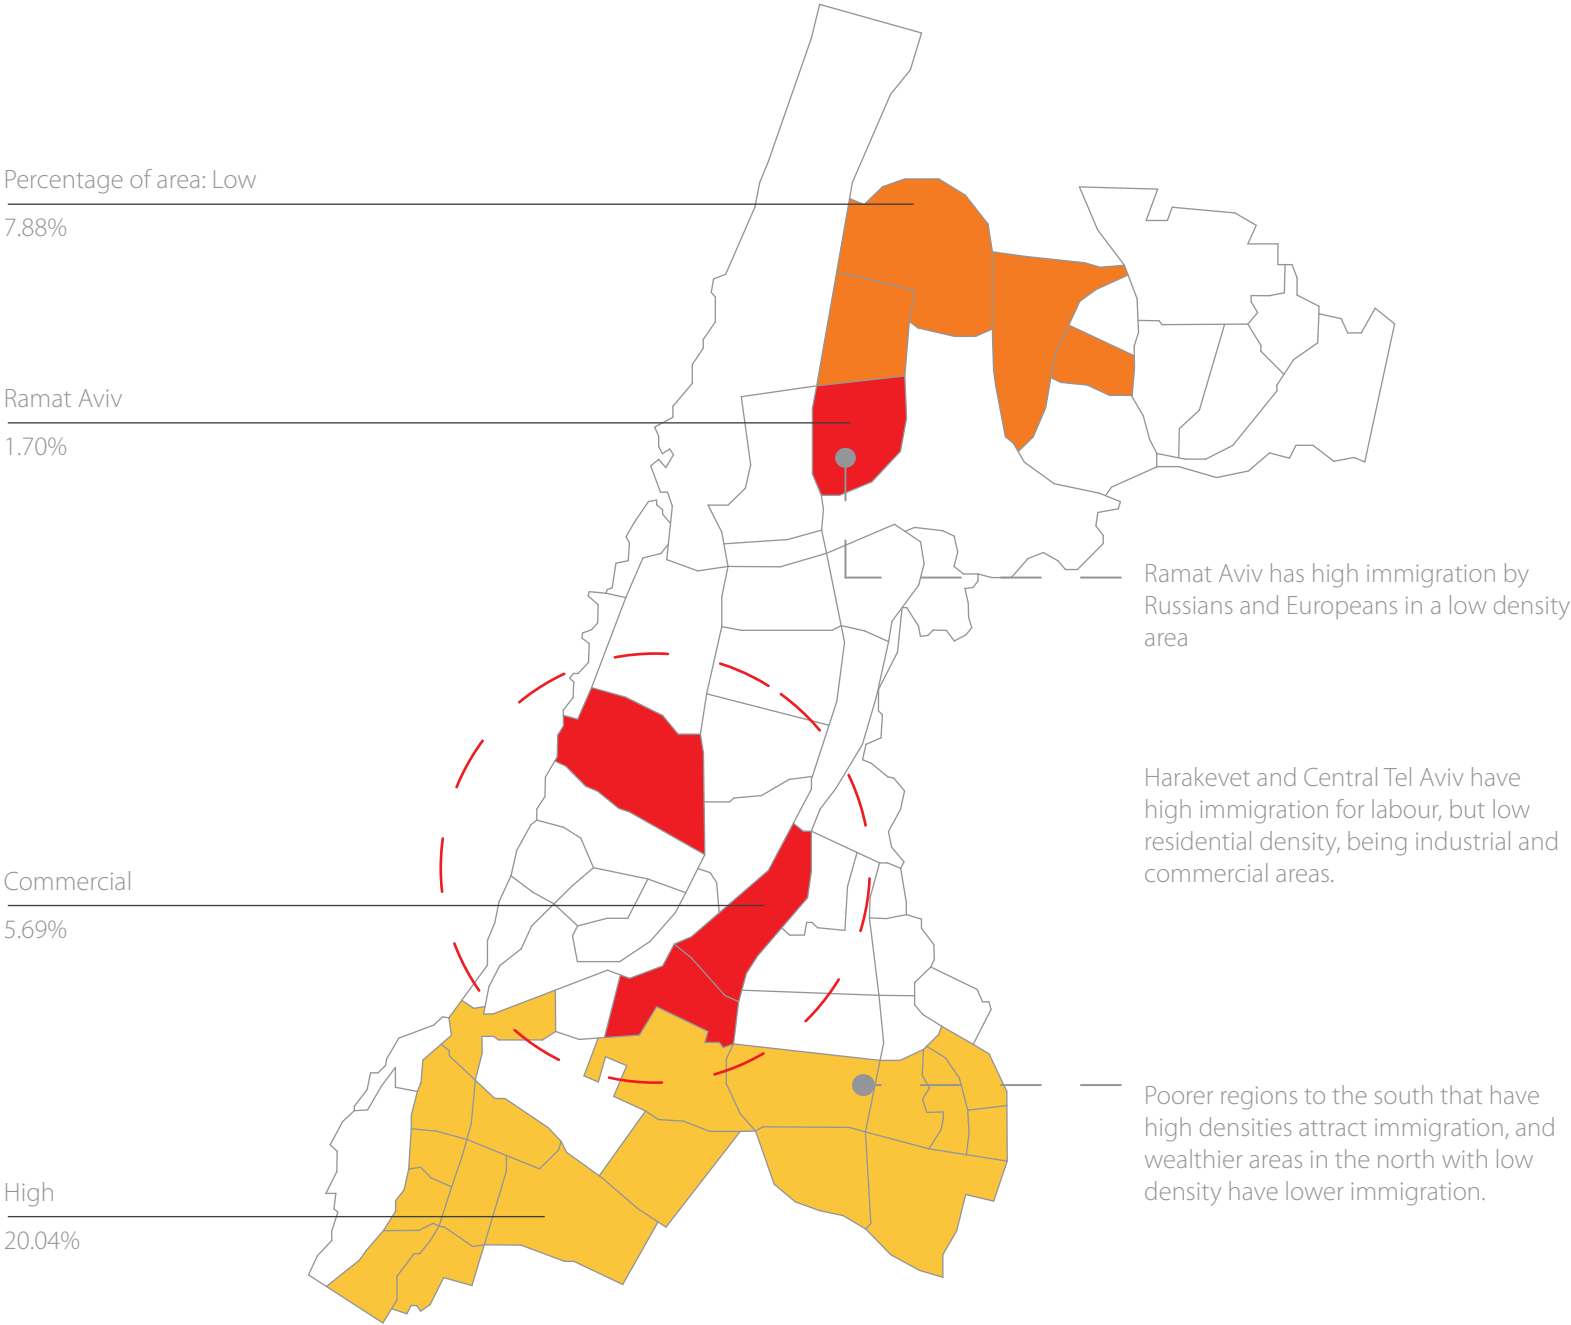 Percentage of area: Low
7.88%
Ramat Aviv
1.70%
Ramat Aviv has high immigration by
Russians and Europeans in a low density
area
Harakevet and Central Tel Aviv have
high immigration for labour, but low
residential density, being industrial and
commercial areas.
Commercial
5.69%
Poorer regions to the south that have
high densities attract immigration, and
wealthier areas in the north with low
density have lower immigration.
High
20.04%